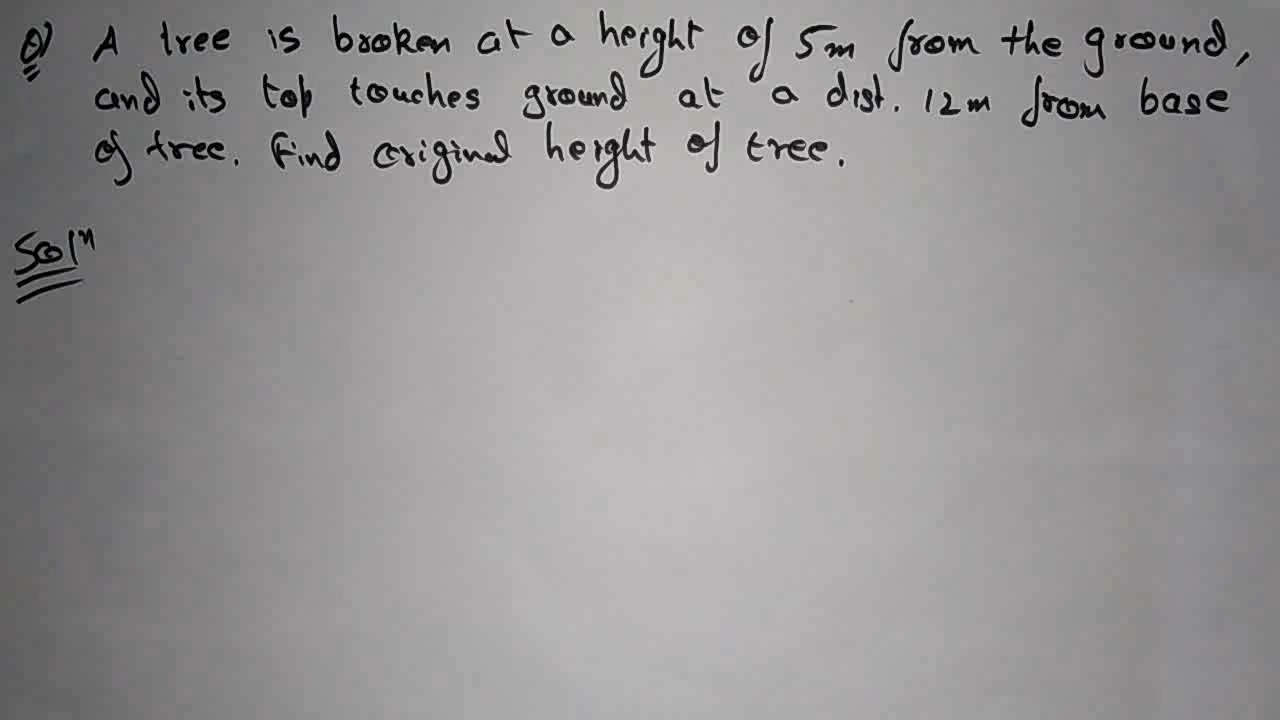 Q) A tree is broken at a height of 5m from the ground,
and its top touches ground at a dist. 12m from base
of tree. Find original height of tree.
Solⁿ